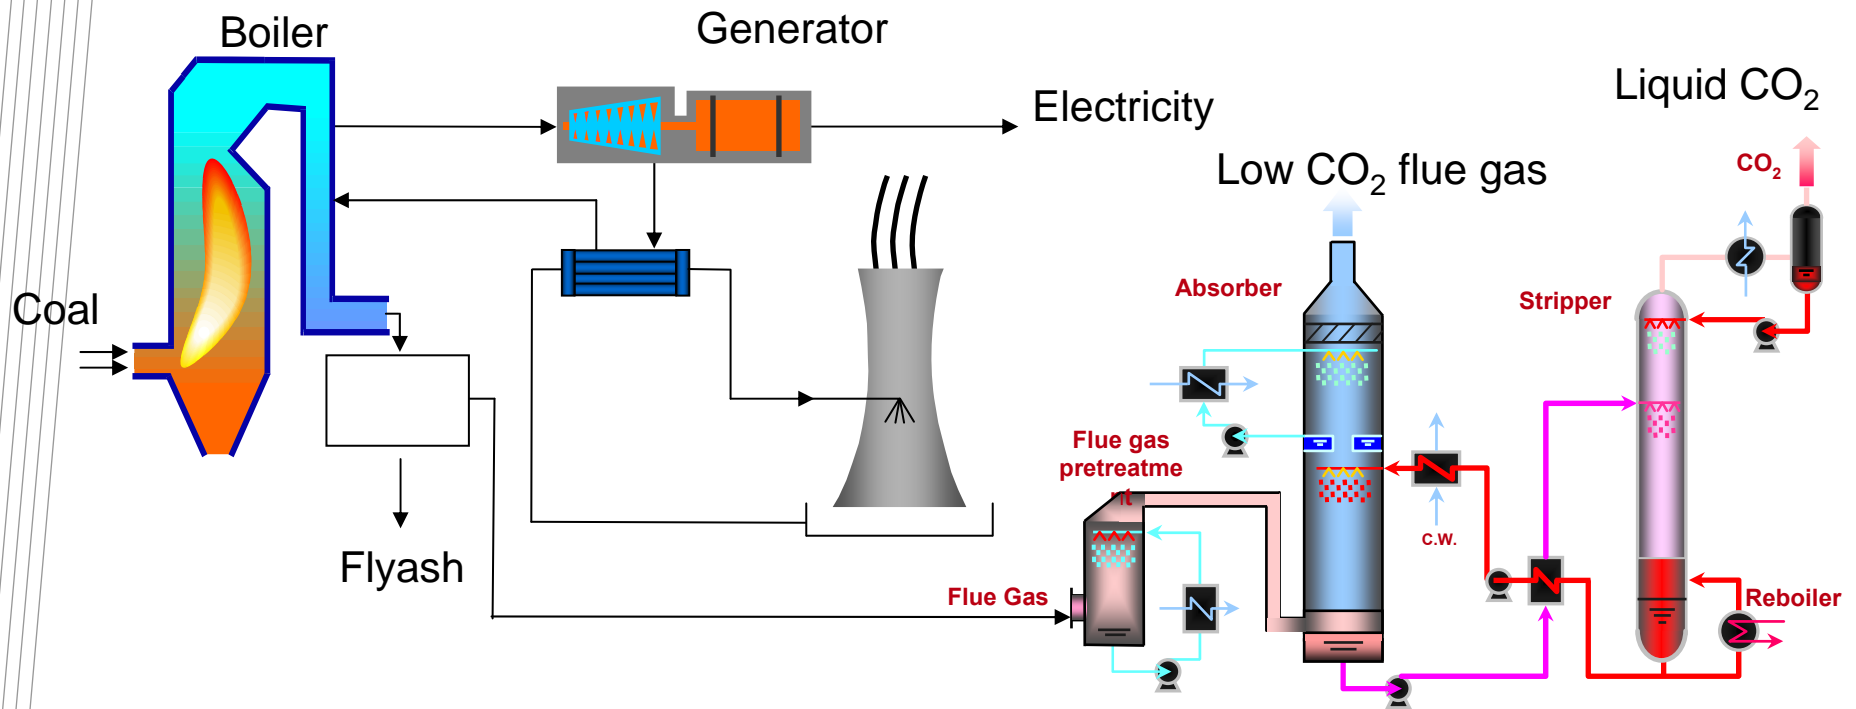 Boiler
Generator
Electricity
Liquid CO₂
CO₂
Low CO₂ flue gas
Coal
Absorber
Stripper
Flue gas
pretreatme
nt
C.W.
Flyash
Flue Gas
Reboiler